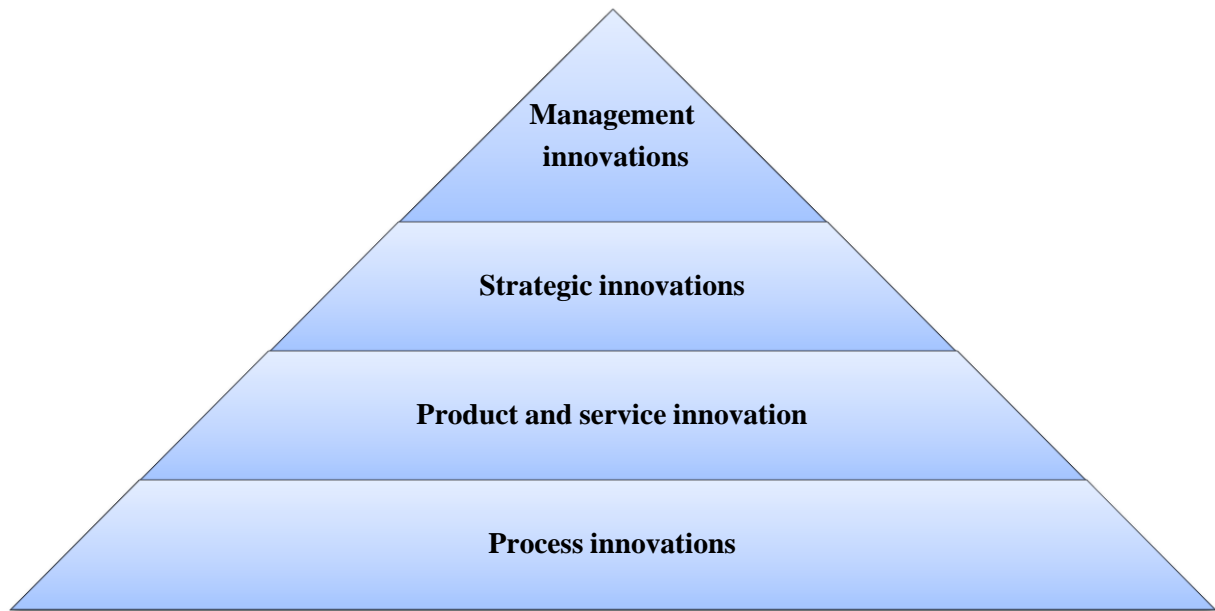 Management
innovations
Strategic innovations
Product and service innovation
Process innovations